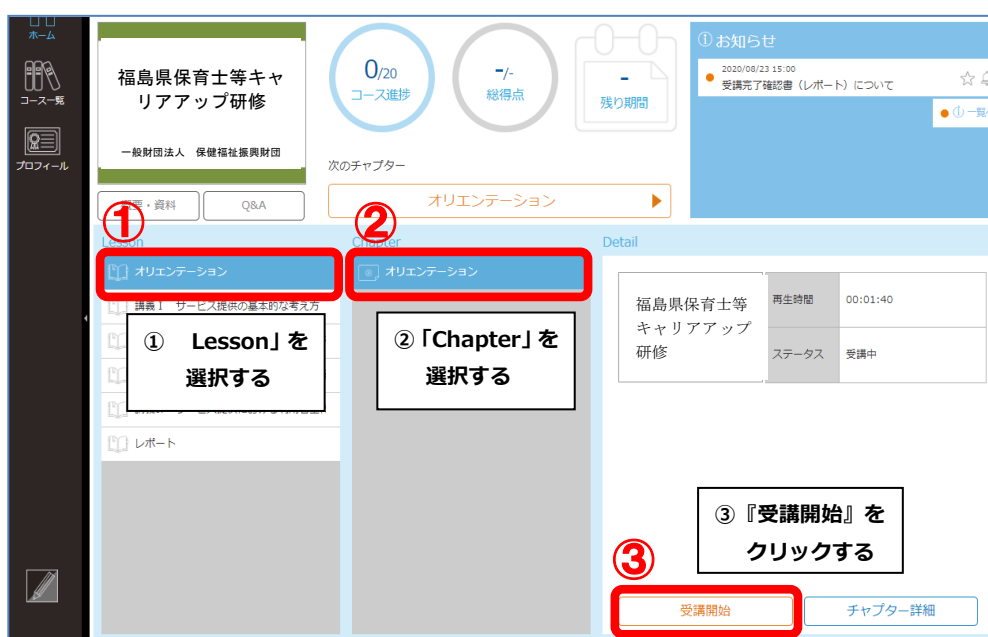 ホーム
コース一覧
プロフィール
福島県保育士等キャ
リアアップ研修
一般財団法人 保健福祉振興財団
0/20
コース進捗
-/-
総得点
-
残り期間
次のチャプター
オリエンテーション
① お知らせ
2020/08/23 15:00
受講完了確認書（レポート）について
① 一覧
・資料
Q&A
①
②
Lesson
Chapter
Detail
オリエンテーション
オリエンテーション
講義1 サービス提供の基本的な考え方
① Lesson」を
選択する
②「Chapter」を
選択する
レポート
福島県保育士等
キャリアアップ
研修
再生時間
00:01:40
ステータス
受講中
③『受講開始』を
クリックする
③
受講開始
チャプター詳細